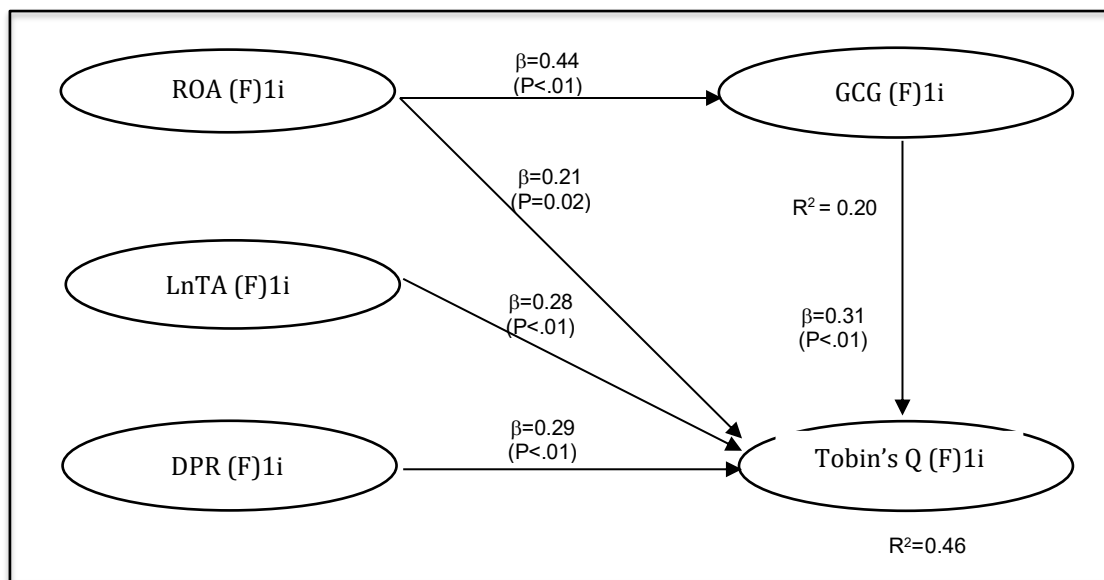 β=0.44
(P<.01)
ROA (F)1i
GCG (F)1i
β=0.21
(P=0.02)
R² = 0.20
LnTA (F)1i
β=0.28
(P<.01)
β=0.31
(P<.01)
β=0.29
(P<.01)
DPR (F)1i
Tobin’s Q (F)1i
R²=0.46